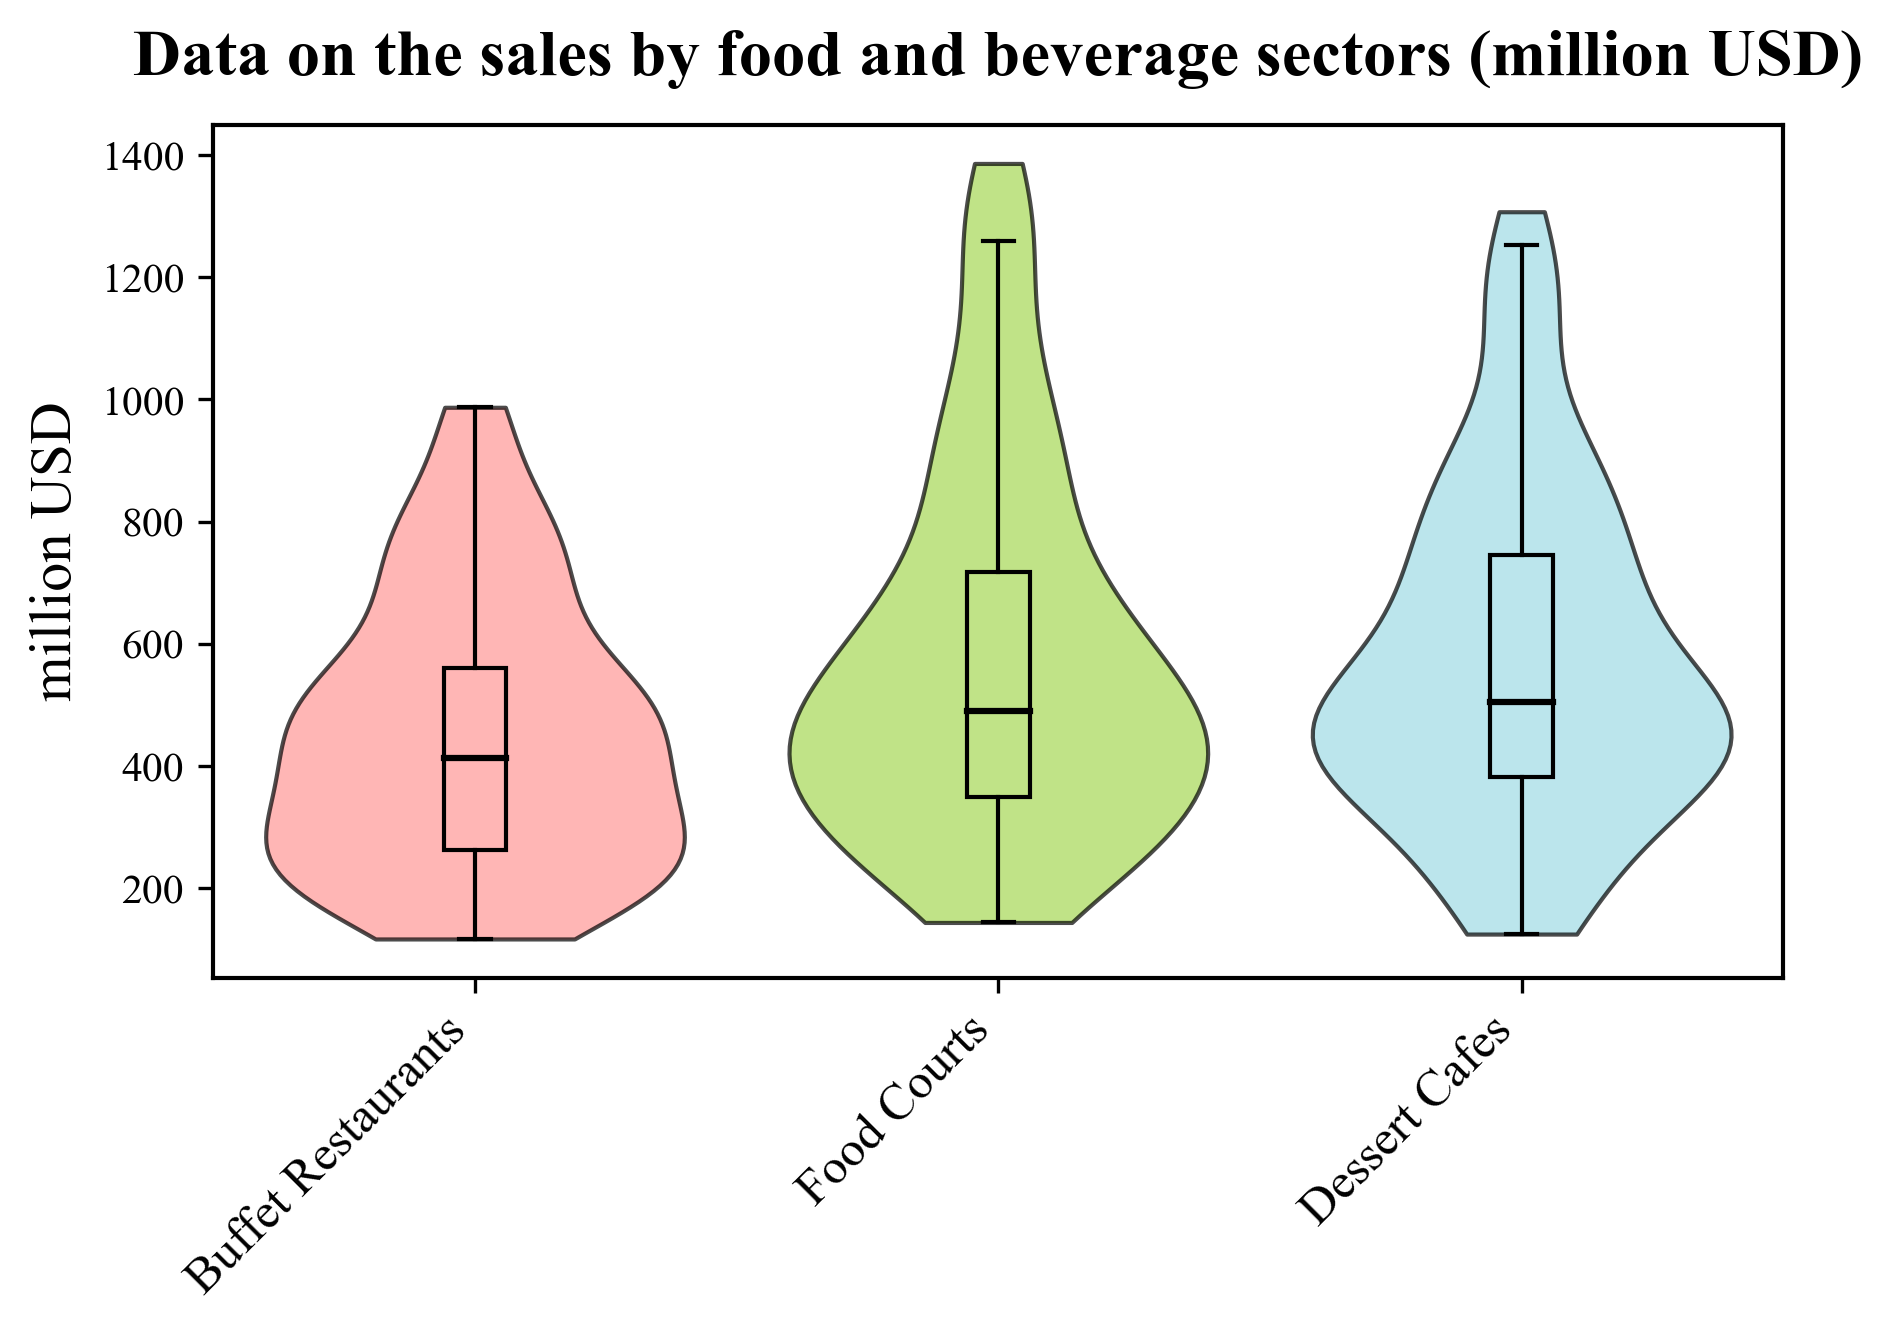 Data on the sales by food and beverage sectors (million USD)
million USD
1400
1200
1000
800
600
400
200
Buffet Restaurants
Food Courts
Dessert Cafes